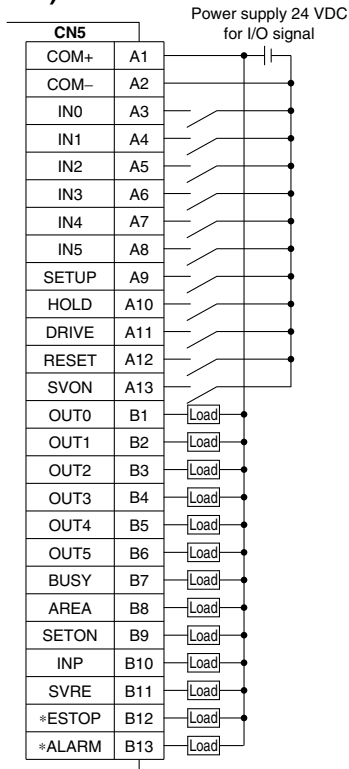 Power supply 24 VDC
for I/O signal
CN5
COM+ A1
COM− A2
IN0 A3
IN1 A4
IN2 A5
IN3 A6
IN4 A7
IN5 A8
SETUP A9
HOLD A10
DRIVE A11
RESET A12
SVON A13
OUT0 B1 Load
OUT1 B2 Load
OUT2 B3 Load
OUT3 B4 Load
OUT4 B5 Load
OUT5 B6 Load
BUSY B7 Load
AREA B8 Load
SETON B9 Load
INP B10 Load
SVRE B11 Load
∗ESTOP B12 Load
∗ALARM B13 Load